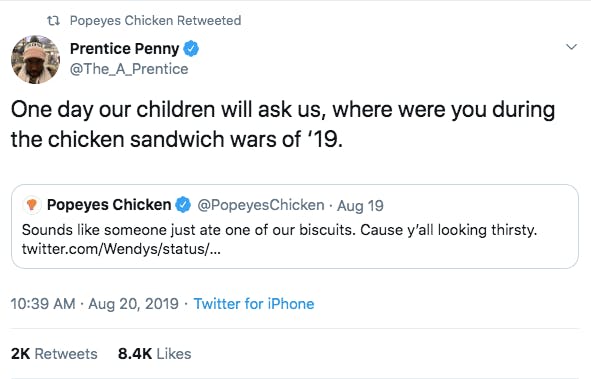 Popeyes Chicken Retweeted
Prentice Penny
@The_A_Prentice
One day our children will ask us, where were you during
the chicken sandwich wars of ‘19.
Popeyes Chicken @PopeyesChicken · Aug 19
Sounds like someone just ate one of our biscuits. Cause y’all looking thirsty.
twitter.com/Wendys/status/...
10:39 AM · Aug 20, 2019 · Twitter for iPhone
2K Retweets 8.4K Likes